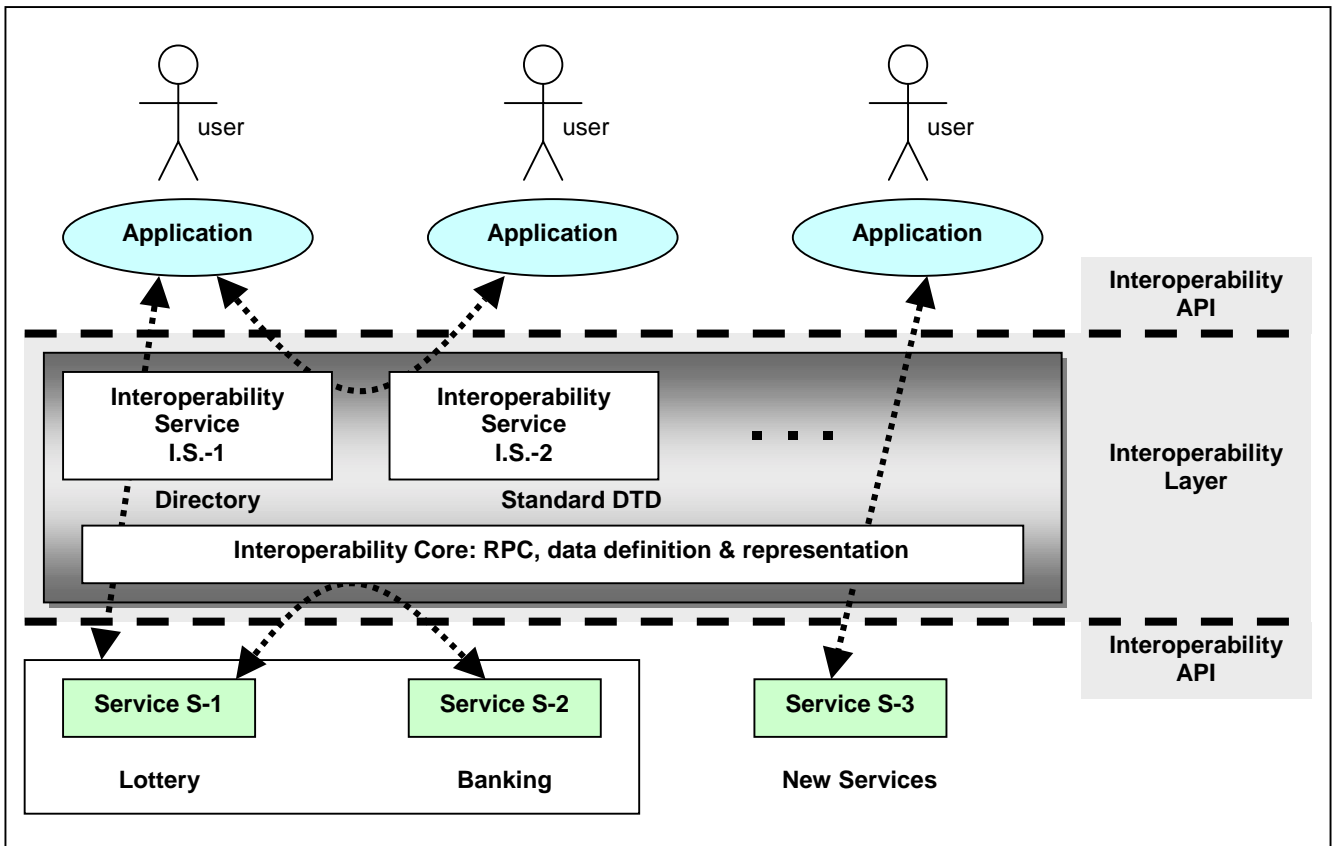 user
user
user
Application
Application
Application
Interoperability
API
Interoperability
Service
I.S.-1
Interoperability
Service
I.S.-2
. . .
Interoperability
Layer
Directory
Standard DTD
Interoperability Core: RPC, data definition & representation
Interoperability
API
Service S-1
Service S-2
Service S-3
Lottery
Banking
New Services